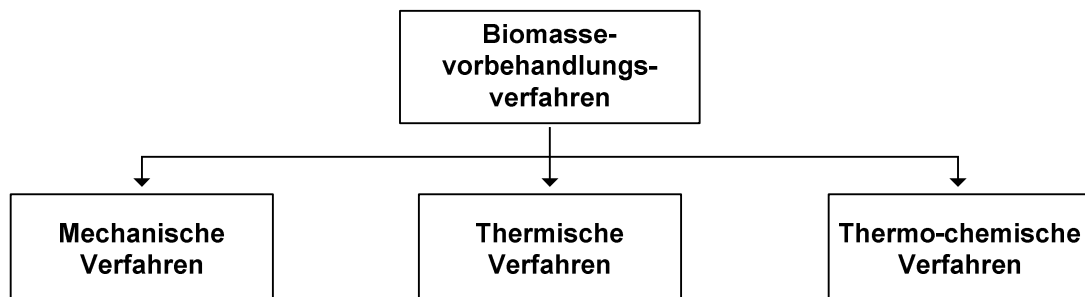 Biomasse-
vorbehandlungs-
verfahren
Mechanische
Verfahren
Thermische
Verfahren
Thermo-chemische
Verfahren